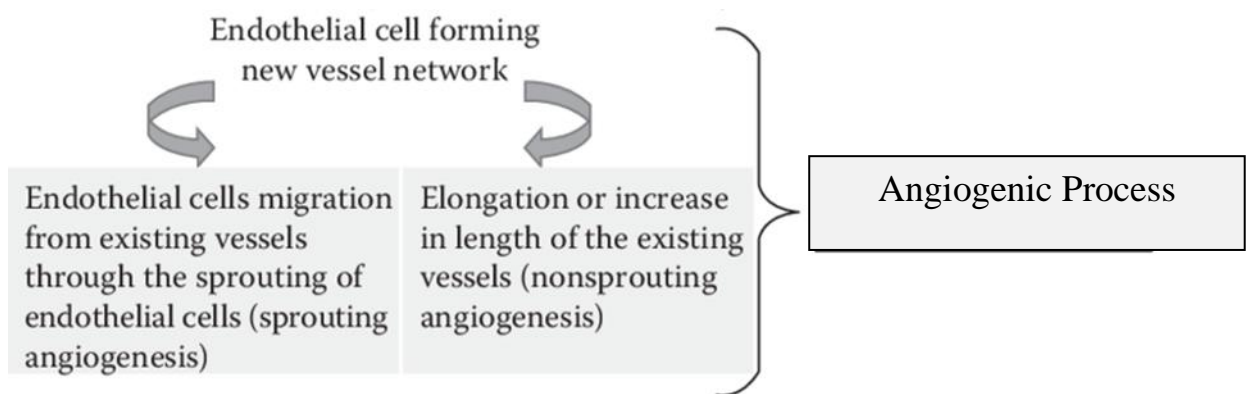 Endothelial cell forming
new vessel network
Endothelial cells migration
from existing vessels
through the sprouting of
endothelial cells (sprouting
angiogenesis)
Elongation or increase
in length of the existing
vessels (nonsprouting
angiogenesis)
Angiogenic Process